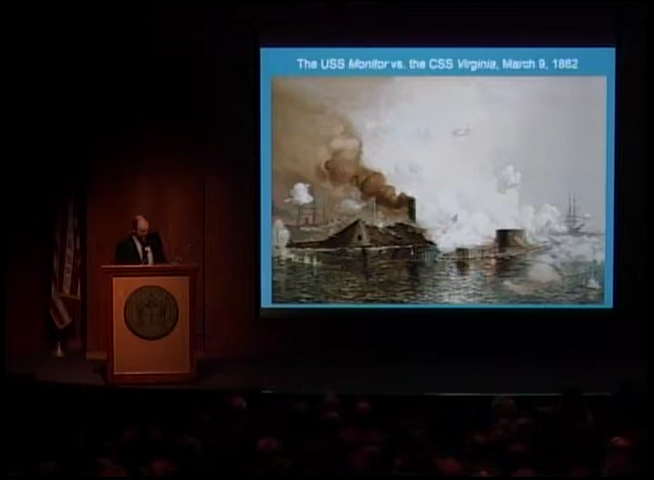 The USS Monitor vs. the CSS Virginia, March 9, 1862